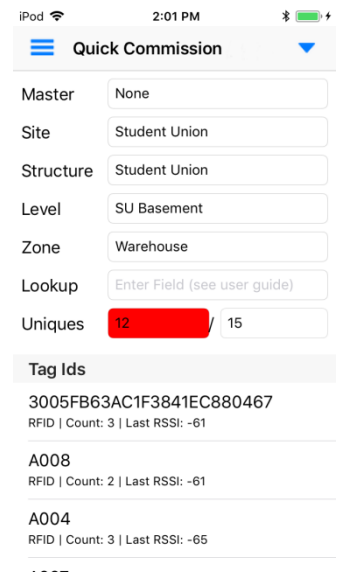 iPod 2:01 PM
Quick Commission
Master None
Site Student Union
Structure Student Union
Level SU Basement
Zone Warehouse
Lookup Enter Field (see user guide)
Uniques 12 / 15
Tag Ids
3005FB63AC1F3841EC880467
RFID | Count: 3 | Last RSSI: -61
A008
RFID | Count: 2 | Last RSSI: -61
A004
RFID | Count: 3 | Last RSSI: -65